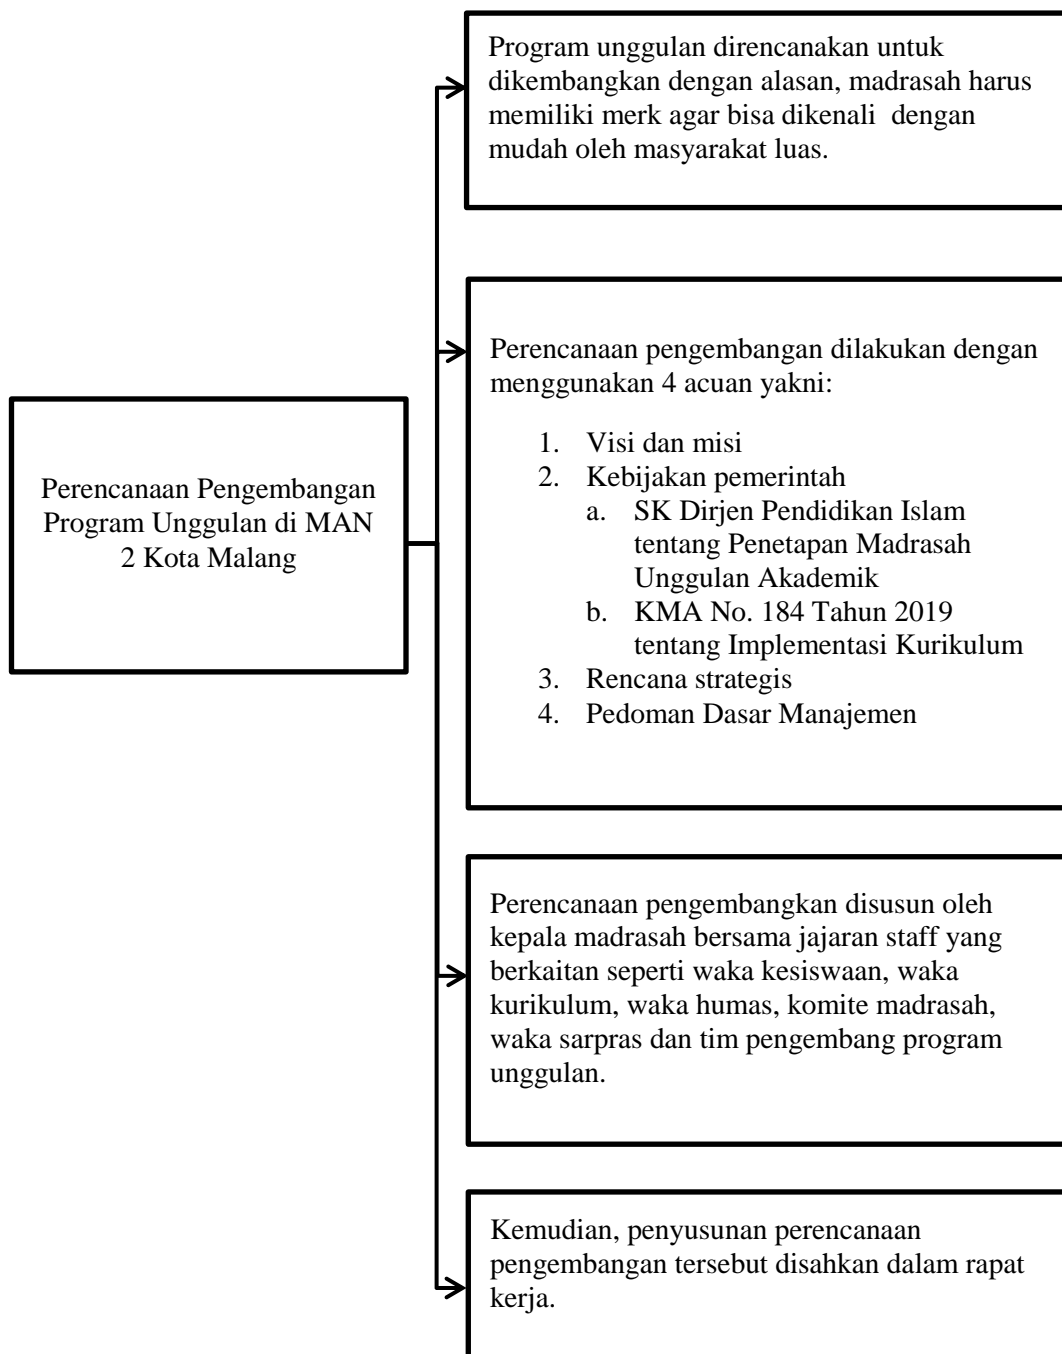 Program unggulan direncanakan untuk
dikembangkan dengan alasan, madrasah harus
memiliki merk agar bisa dikenali  dengan
mudah oleh masyarakat luas.
Perencanaan pengembangan dilakukan dengan
menggunakan 4 acuan yakni:
1. Visi dan misi
2. Kebijakan pemerintah
a. SK Dirjen Pendidikan Islam
tentang Penetapan Madrasah
Unggulan Akademik
b. KMA No. 184 Tahun 2019
tentang Implementasi Kurikulum
3. Rencana strategis
4. Pedoman Dasar Manajemen
Perencanaan Pengembangan
Program Unggulan di MAN
2 Kota Malang
Perencanaan pengembangkan disusun oleh
kepala madrasah bersama jajaran staff yang
berkaitan seperti waka kesiswaan, waka
kurikulum, waka humas, komite madrasah,
waka sarpras dan tim pengembang program
unggulan.
Kemudian, penyusunan perencanaan
pengembangan tersebut disahkan dalam rapat
kerja.